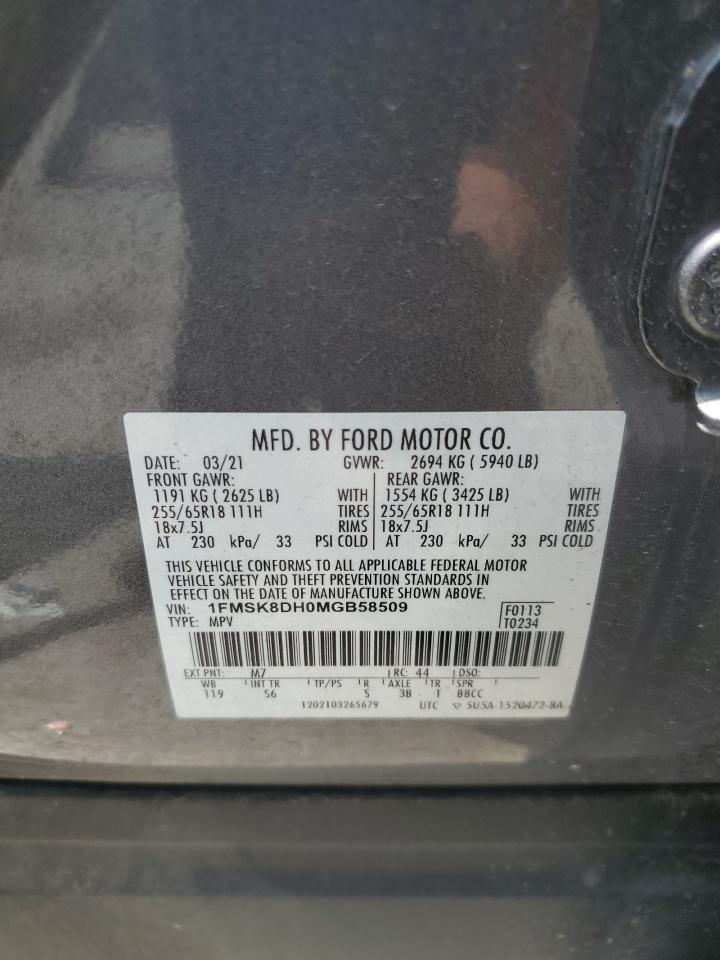 MFD. BY FORD MOTOR CO.
DATE: 03/21 GVWR: 2694 KG ( 5940 LB)
FRONT GAWR: REAR GAWR:
1191 KG ( 2625 LB) WITH 1554 KG ( 3425 LB) WITH
255/65R18 111H TIRES 255/65R18 111H TIRES
18x7.5J RIMS 18x7.5J RIMS
AT 230 kPa/ 33 PSI COLD AT 230 kPa/ 33 PSI COLD
THIS VEHICLE CONFORMS TO ALL APPLICABLE FEDERAL MOTOR
VEHICLE SAFETY AND THEFT PREVENTION STANDARDS IN
EFFECT ON THE DATE OF MANUFACTURE SHOWN ABOVE.
VIN: 1FMSK8DH0MGB58509 F0113
TYPE: MPV T0234
EXT PNT: M7 RC: 44 DSO:
WB INT TR TP/PS R AXLE TR SPR
119 S6 S 3B T BBCC
1202103265679 UTC ▽ 5U5A-1520472-BA